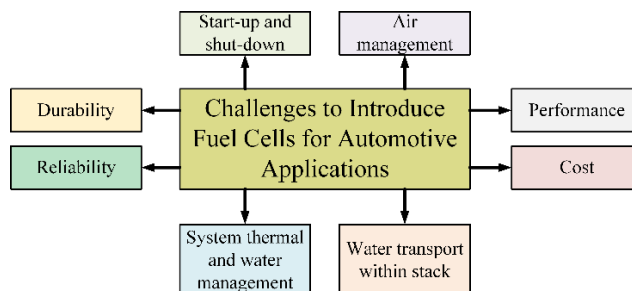 Start-up and
shut-down
Air
management
Durability
Challenges to Introduce
Fuel Cells for Automotive
Applications
Performance
Reliability
Cost
System thermal
and water
management
Water transport
within stack